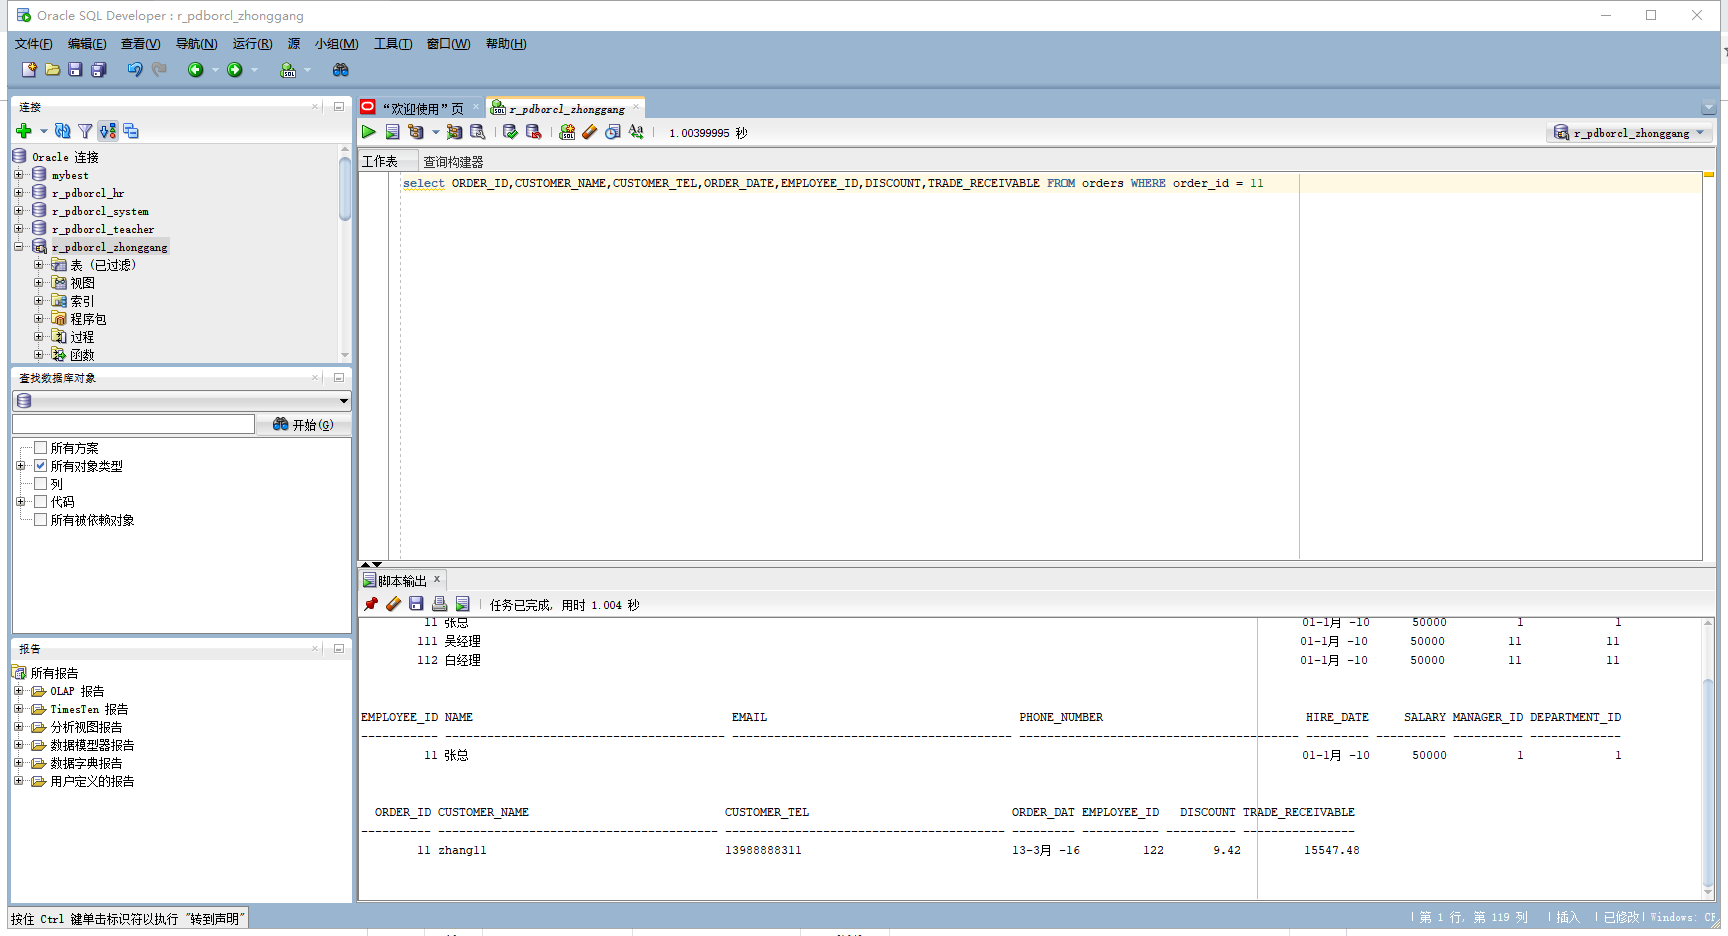 Oracle SQL Developer : r_pdborcl_zhonggang
文件(F) 编辑(E) 查看(V) 导航(N) 运行(R) 源 小组(M) 工具(T) 窗口(W) 帮助(H)
连接
Oracle 连接
mybest
r_pdborcl_hr
r_pdborcl_system
r_pdborcl_teacher
r_pdborcl_zhonggang
表 (已过滤)
视图
索引
程序包
过程
函数
查找数据库对象
开始(G)
所有方案
所有对象类型
列
代码
所有被依赖对象
报告
所有报告
OLAP 报告
TimesTen 报告
分析视图报告
数据模型器报告
数据字典报告
用户定义的报告
“欢迎使用”页 r_pdborcl_zhonggang
1.00399995 秒 r_pdborcl_zhonggang
工作表 查询构建器
select ORDER_ID,CUSTOMER_NAME,CUSTOMER_TEL,ORDER_DATE,EMPLOYEE_ID,DISCOUNT,TRADE_RECEIVABLE FROM orders WHERE order_id = 11
脚本输出 x
任务已完成, 用时 1.004 秒
11 张总 01-1月 -10 50000 1 1
111 吴经理 01-1月 -10 50000 11 11
112 白经理 01-1月 -10 50000 11 11
EMPLOYEE_ID NAME EMAIL PHONE_NUMBER HIRE_DATE SALARY MANAGER_ID DEPARTMENT_ID
11 张总 01-1月 -10 50000 1 1
ORDER_ID CUSTOMER_NAME CUSTOMER_TEL ORDER_DAT EMPLOYEE_ID DISCOUNT TRADE_RECEIVABLE
11 zhang11 13988888311 13-3月 -16 122 9.42 15547.48
按住 Ctrl 键单击标识符以执行 "转到声明" | 第 1 行, 第 119 列 | 插入 | 已修改| Windows: CR